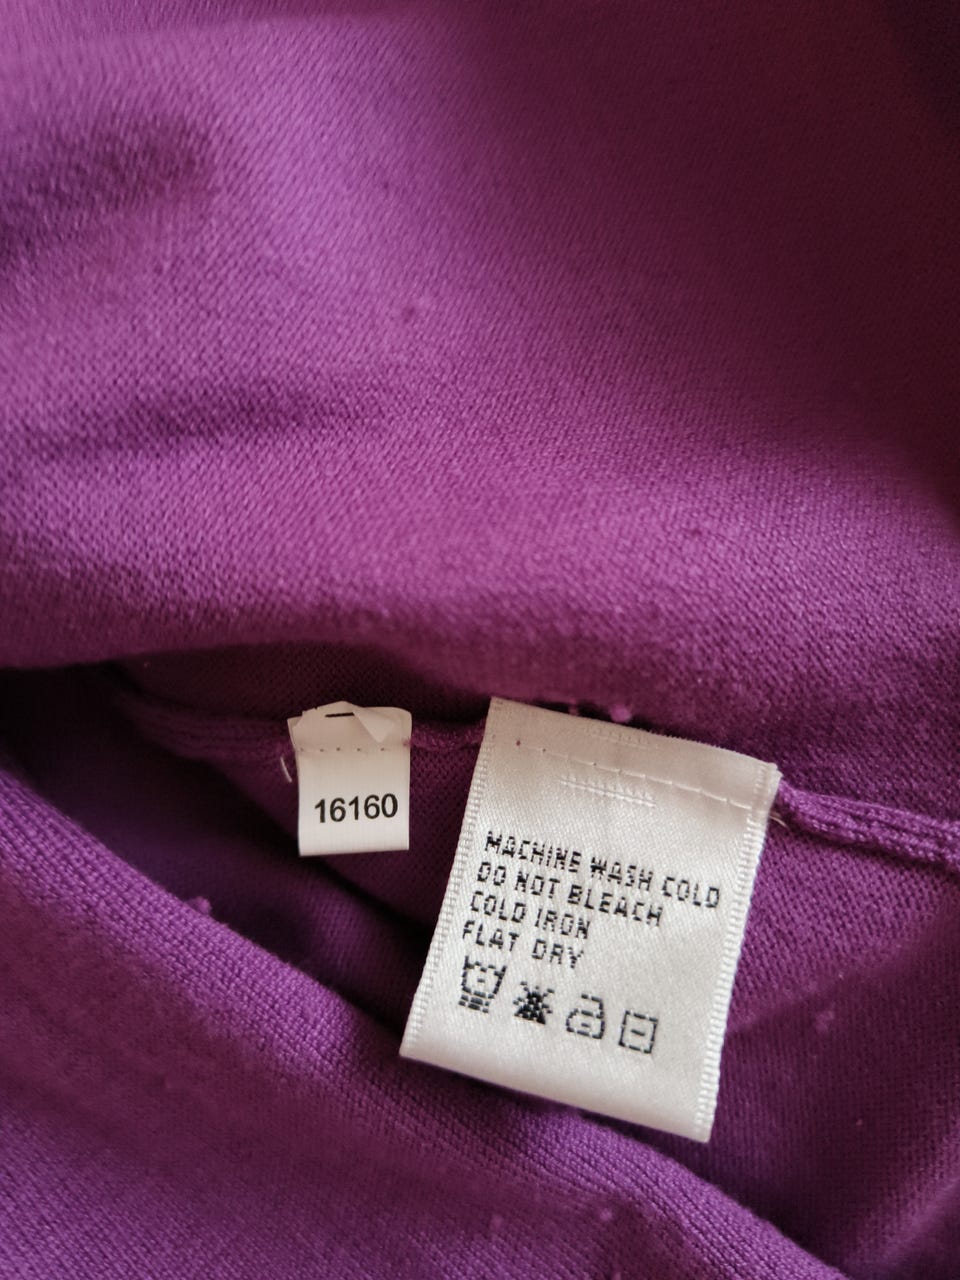 16160
MACHINE WASH COLD
DO NOT BLEACH
COLD IRON
FLAT DRY